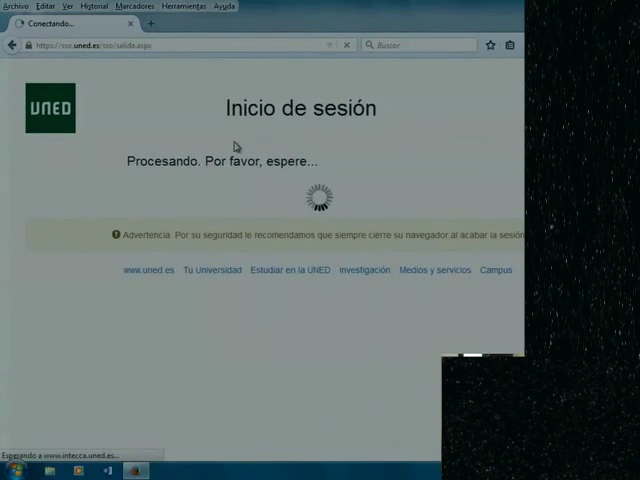 Archivo Editar Ver Historial Marcadores Herramientas Ayuda
Conectando...
https://sso.uned.es/sso/salida.aspx
Buscar
UNED
Inicio de sesión
Procesando. Por favor, espere...
Advertencia: Por su seguridad le recomendamos que siempre cierre su navegador al acabar la sesión
www.uned.es Tu Universidad Estudiar en la UNED Investigación Medios y servicios Campus
Esperando a www.intecca.uned.es...